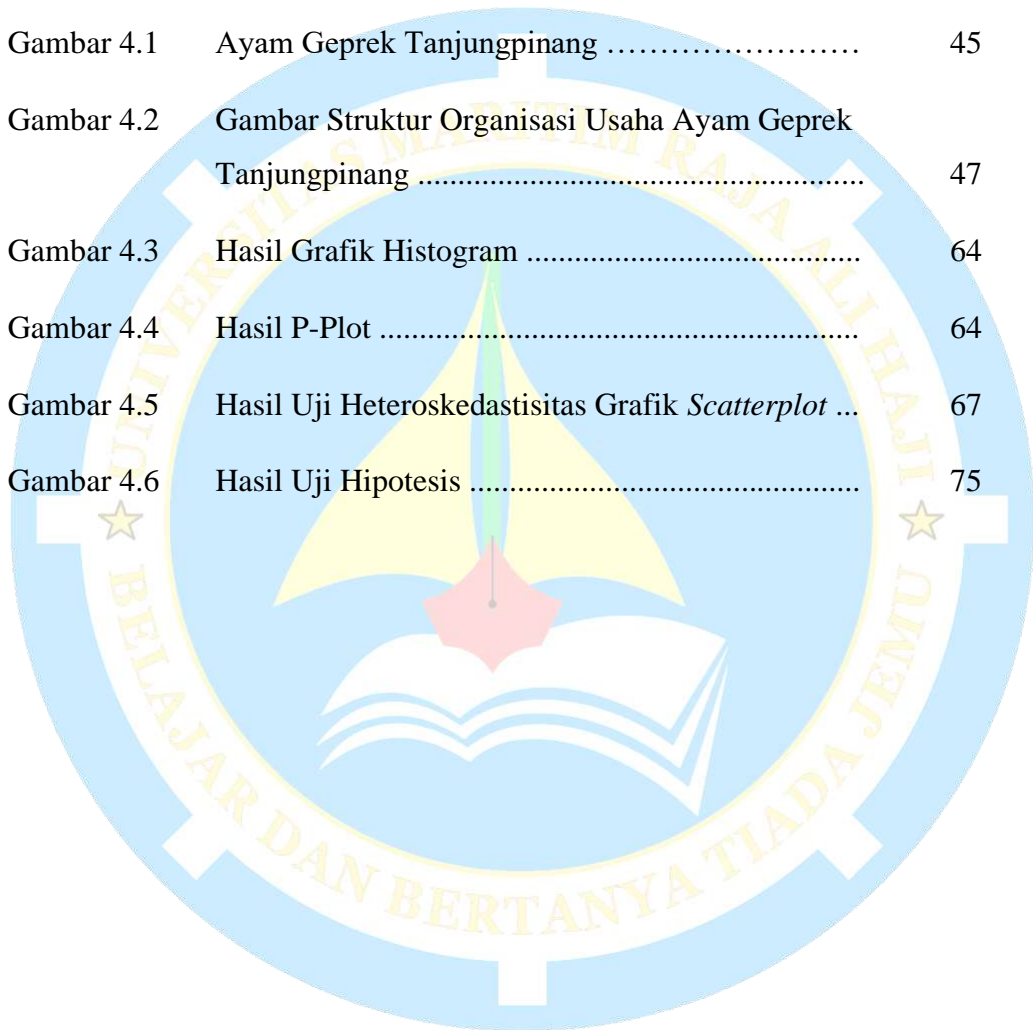 Gambar 4.1 Ayam Geprek Tanjungpinang …………………… 45
Gambar 4.2 Gambar Struktur Organisasi Usaha Ayam Geprek
Tanjungpinang ...................................................... 47
Gambar 4.3 Hasil Grafik Histogram ......................................... 64
Gambar 4.4 Hasil P-Plot ........................................................... 64
Gambar 4.5 Hasil Uji Heteroskedastisitas Grafik Scatterplot ... 67
Gambar 4.6 Hasil Uji Hipotesis ................................................ 75
UNIVERSITAS MARITIM RAJA ALI HAJI
BELAJAR DAN BERTANYA TIADA JEMU